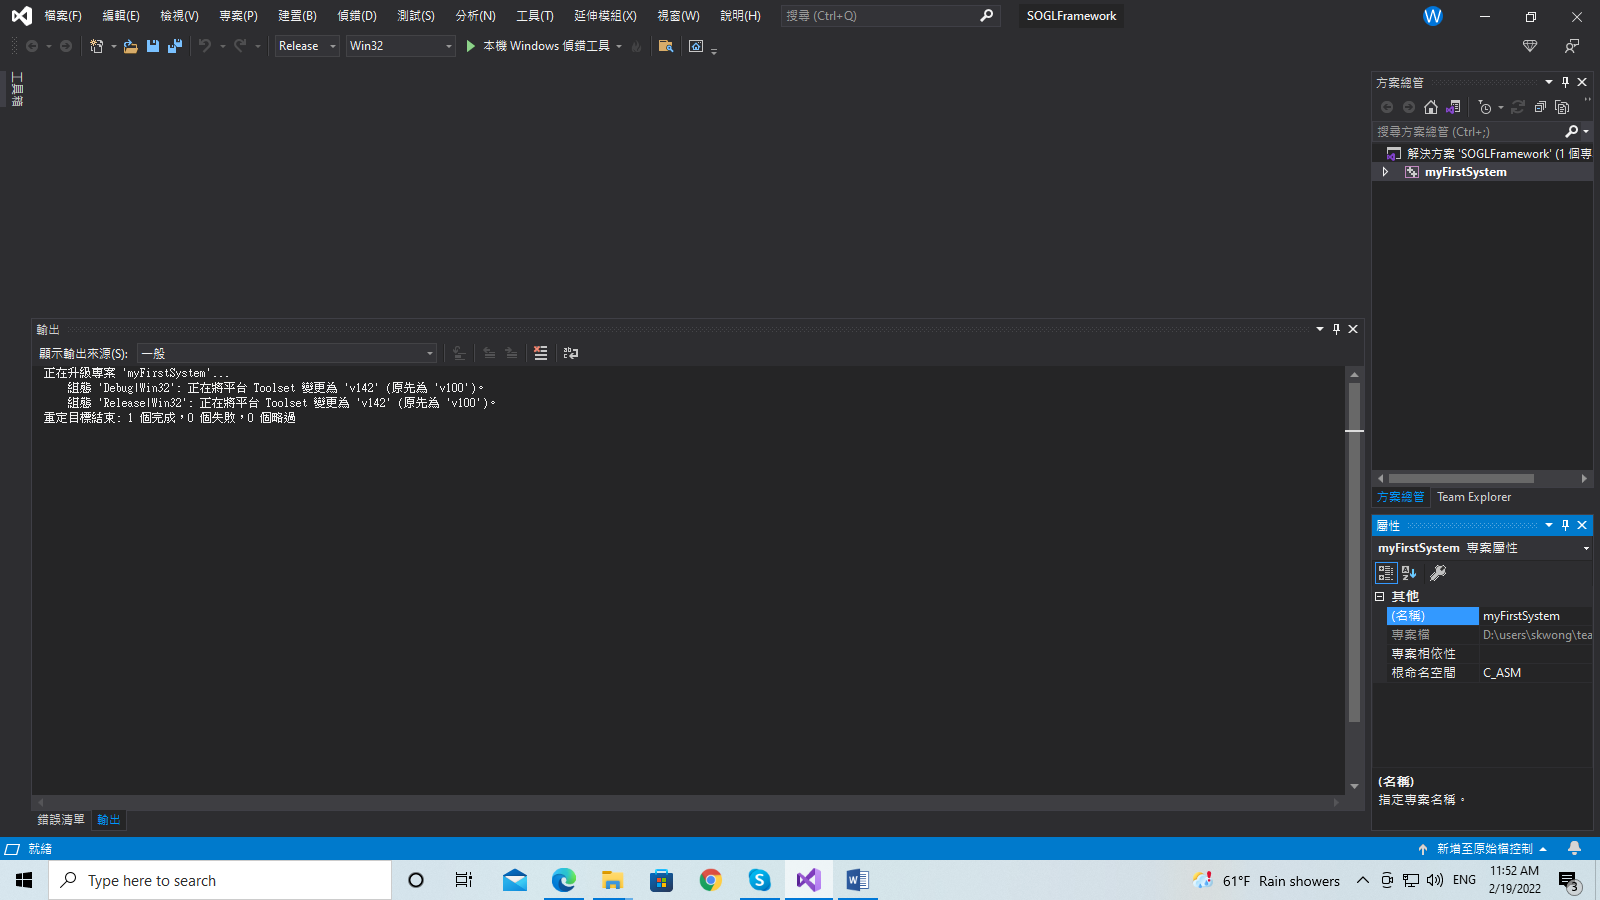 檔案(F) 編輯(E) 檢視(V) 專案(P) 建置(B) 偵錯(D) 測試(S) 分析(N) 工具(T) 延伸模組(X) 視窗(W) 說明(H) 搜尋 (Ctrl+Q) SOGLFramework W
Release Win32 本機 Windows 偵錯工具
工具箱
方案總管
搜尋方案總管 (Ctrl+;)
解決方案 'SOGLFramework' (1 個專
myFirstSystem
輸出
顯示輸出來源(S): 一般
正在升級專案 'myFirstSystem'...
組態 'Debug|Win32': 正在將平台 Toolset 變更為 'v142' (原先為 'v100')。
組態 'Release|Win32': 正在將平台 Toolset 變更為 'v142' (原先為 'v100')。
重定目標結束: 1 個完成，0 個失敗，0 個略過
方案總管 Team Explorer
屬性
myFirstSystem 專案屬性
其他
(名稱) myFirstSystem
專案檔 D:\users\skwong\tea
專案相依性
根命名空間 C_ASM
(名稱)
指定專案名稱。
錯誤清單 輸出
就緒 新增至原始檔控制
Type here to search 61°F Rain showers ENG 11:52 AM
2/19/2022 3